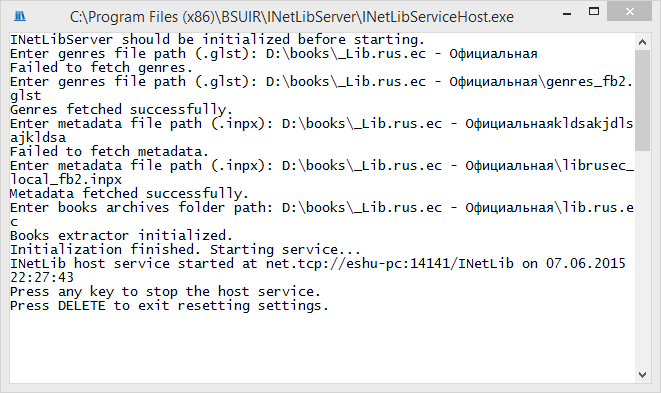 C:\Program Files (x86)\BSUIR\INetLibServer\INetLibServiceHost.exe
INetLibServer should be initialized before starting.
Enter genres file path (.glst): D:\books\_Lib.rus.ec - Официальная
Failed to fetch genres.
Enter genres file path (.glst): D:\books\_Lib.rus.ec - Официальная\genres_fb2.
glst
Genres fetched successfully.
Enter metadata file path (.inpx): D:\books\_Lib.rus.ec - Официальнаяkldsakjdls
ajkldsa
Failed to fetch metadata.
Enter metadata file path (.inpx): D:\books\_Lib.rus.ec - Официальная\librusec_
local_fb2.inpx
Metadata fetched successfully.
Enter books archives folder path: D:\books\_Lib.rus.ec - Официальная\lib.rus.e
c
Books extractor initialized.
Initialization finished. Starting service...
INetLib host service started at net.tcp://eshu-pc:14141/INetLib on 07.06.2015
22:27:43
Press any key to stop the host service.
Press DELETE to exit resetting settings.